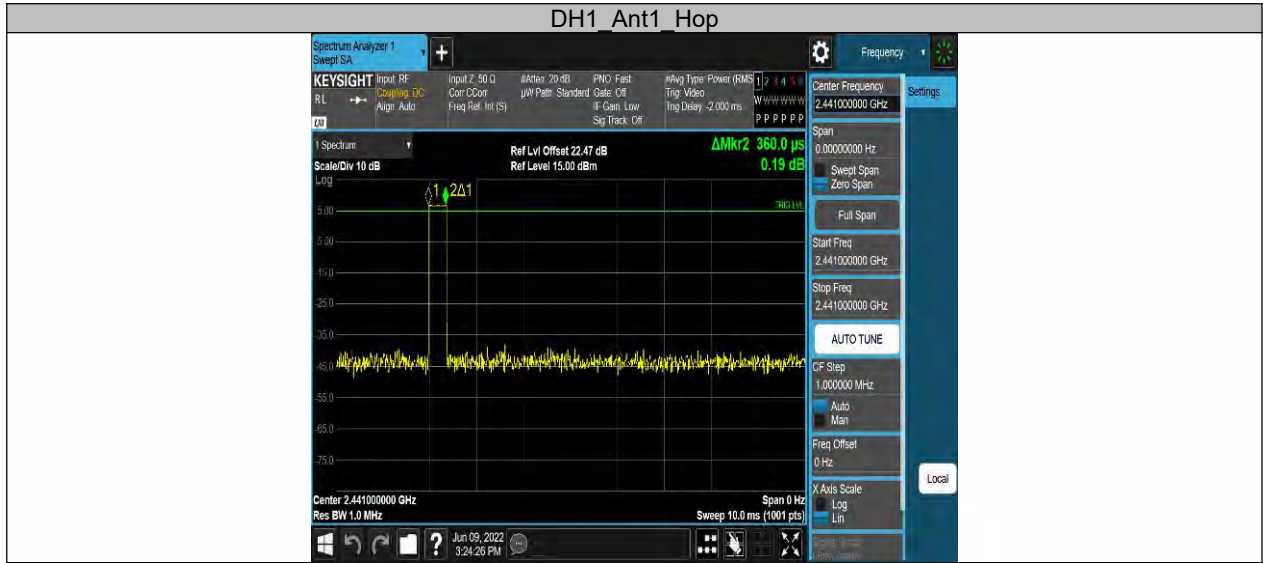 DH1_Ant1_Hop
Spectrum Analyzer 1
Swept SA
+
Frequency
KEYSIGHT
Input: RF
Coupling: DC
Align: Auto
RL
Input Z: 50 Ω
Corr CCorr
Freq Ref: Int (S)
#Atten: 20 dB
µW Path: Standard
PNO: Fast
Gate: Off
IF Gain: Low
Sig Track: Off
#Avg Type: Power (RMS
Trig: Video
Trig Delay: -2.000 ms
1 2 3 4 5 6
W W W W W W
P P P P P P
1 Spectrum
Scale/Div 10 dB
Log
Ref Lvl Offset 22.47 dB
Ref Level 15.00 dBm
ΔMkr2 360.0 µs
0.19 dB
1
2Δ1
TRIG LVL
5.00
-5.00
-15.0
-25.0
-35.0
-45.0
-55.0
-65.0
-75.0
Center 2.441000000 GHz
Res BW 1.0 MHz
Span 0 Hz
Sweep 10.0 ms (1001 pts)
?
Jun 09, 2022
3:24:26 PM
Center Frequency
2.441000000 GHz
Settings
Span
0.00000000 Hz
Swept Span
Zero Span
Full Span
Start Freq
2.441000000 GHz
Stop Freq
2.441000000 GHz
AUTO TUNE
CF Step
1.000000 MHz
Auto
Man
Freq Offset
0 Hz
X Axis Scale
Log
Lin
Local